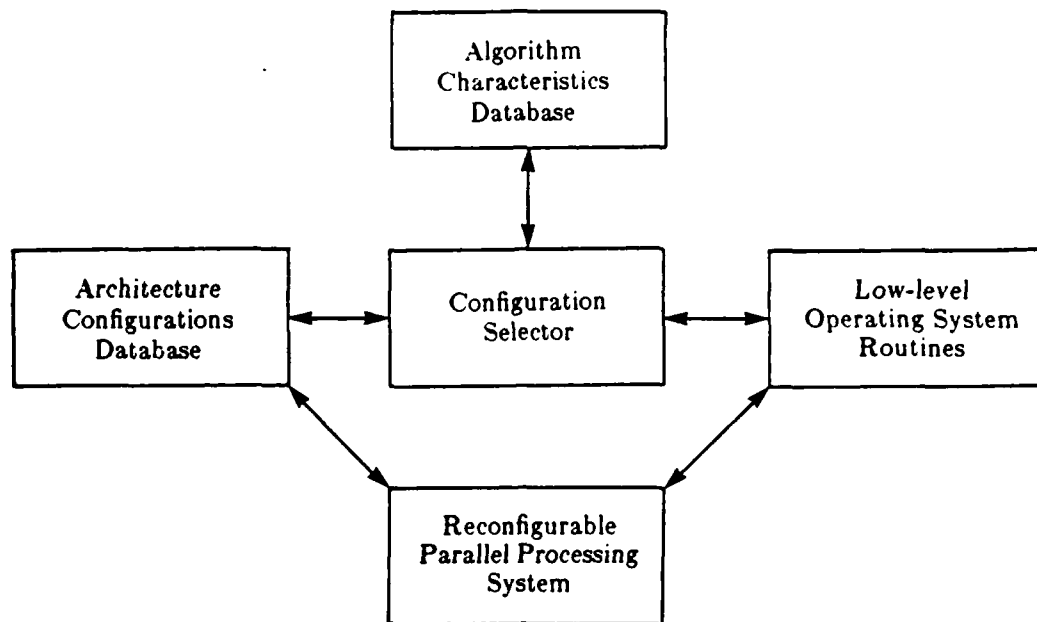 Algorithm
Characteristics
Database
Architecture
Configurations
Database
Configuration
Selector
Low-level
Operating System
Routines
Reconfigurable
Parallel Processing
System